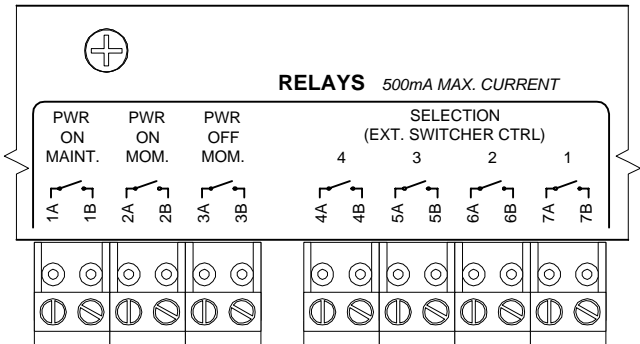 RELAYS 500mA MAX. CURRENT
PWR ON MAINT.
PWR ON MOM.
PWR OFF MOM.
SELECTION
(EXT. SWITCHER CTRL)
4 3 2 1
1A 1B 2A 2B 3A 3B 4A 4B 5A 5B 6A 6B 7A 7B